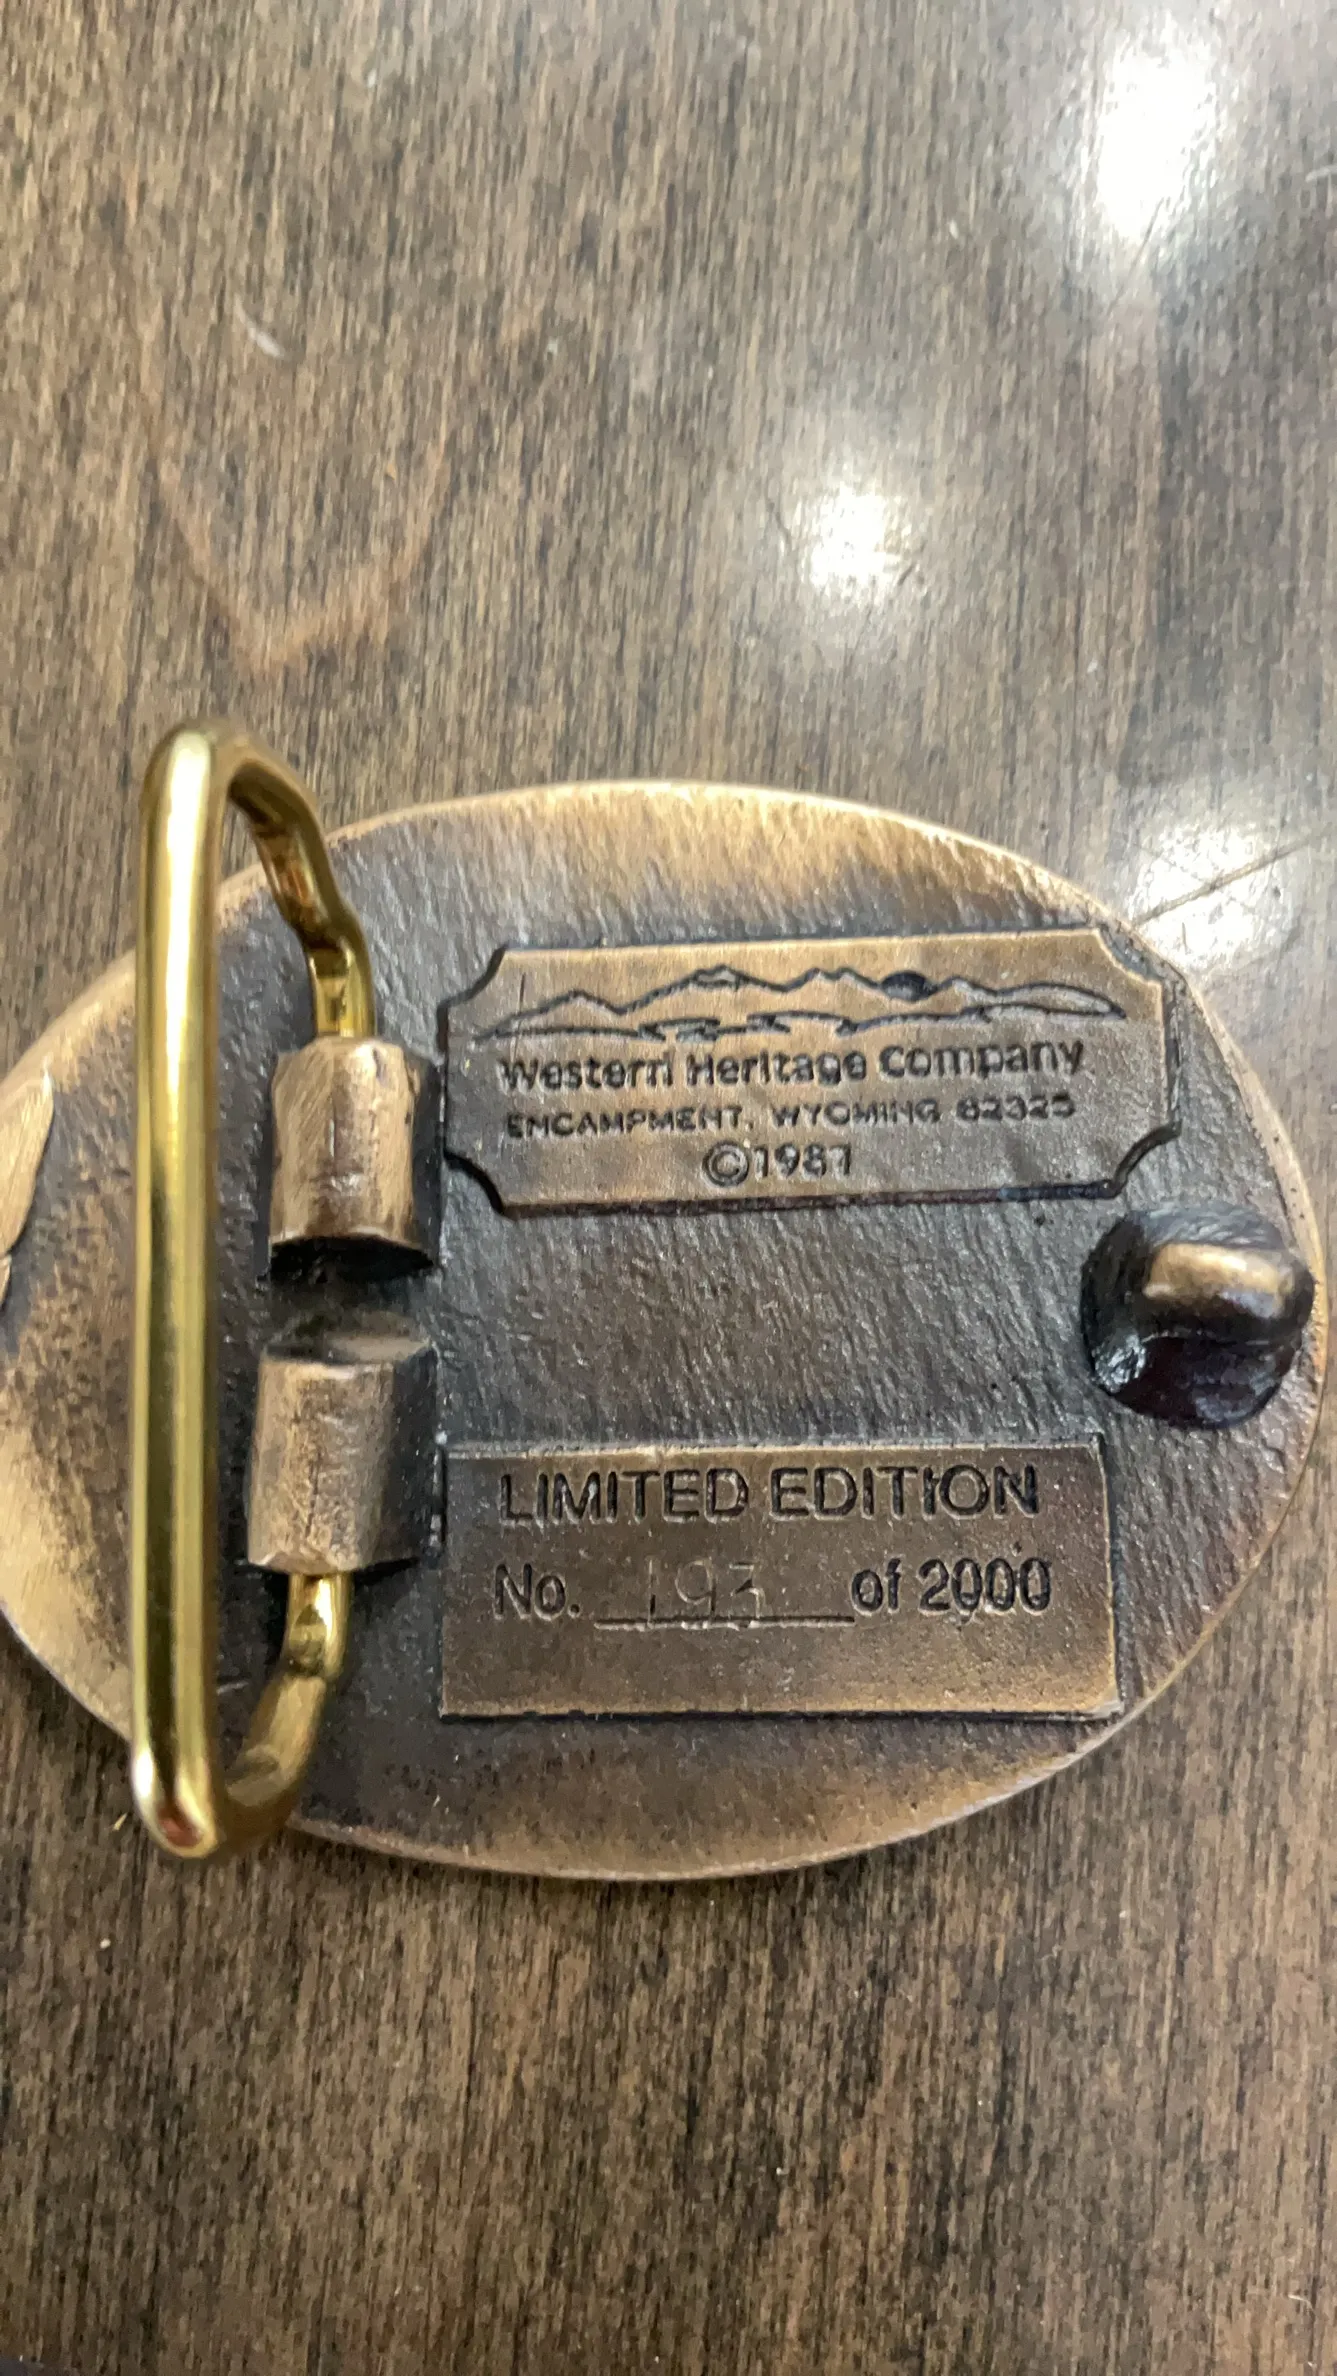 Western Heritage Company
ENCAMPMENT, WYOMING 82325
©1987
LIMITED EDITION
No. 193 of 2000